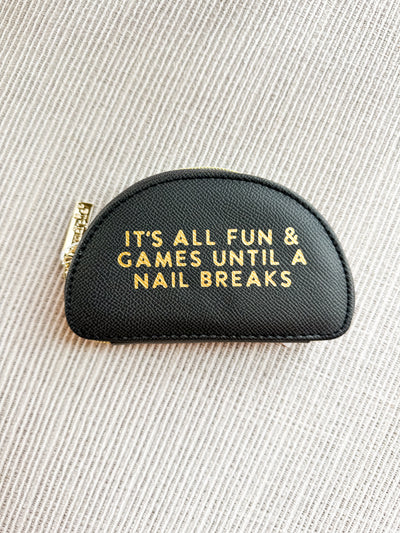 IT'S ALL FUN &
GAMES UNTIL A
NAIL BREAKS